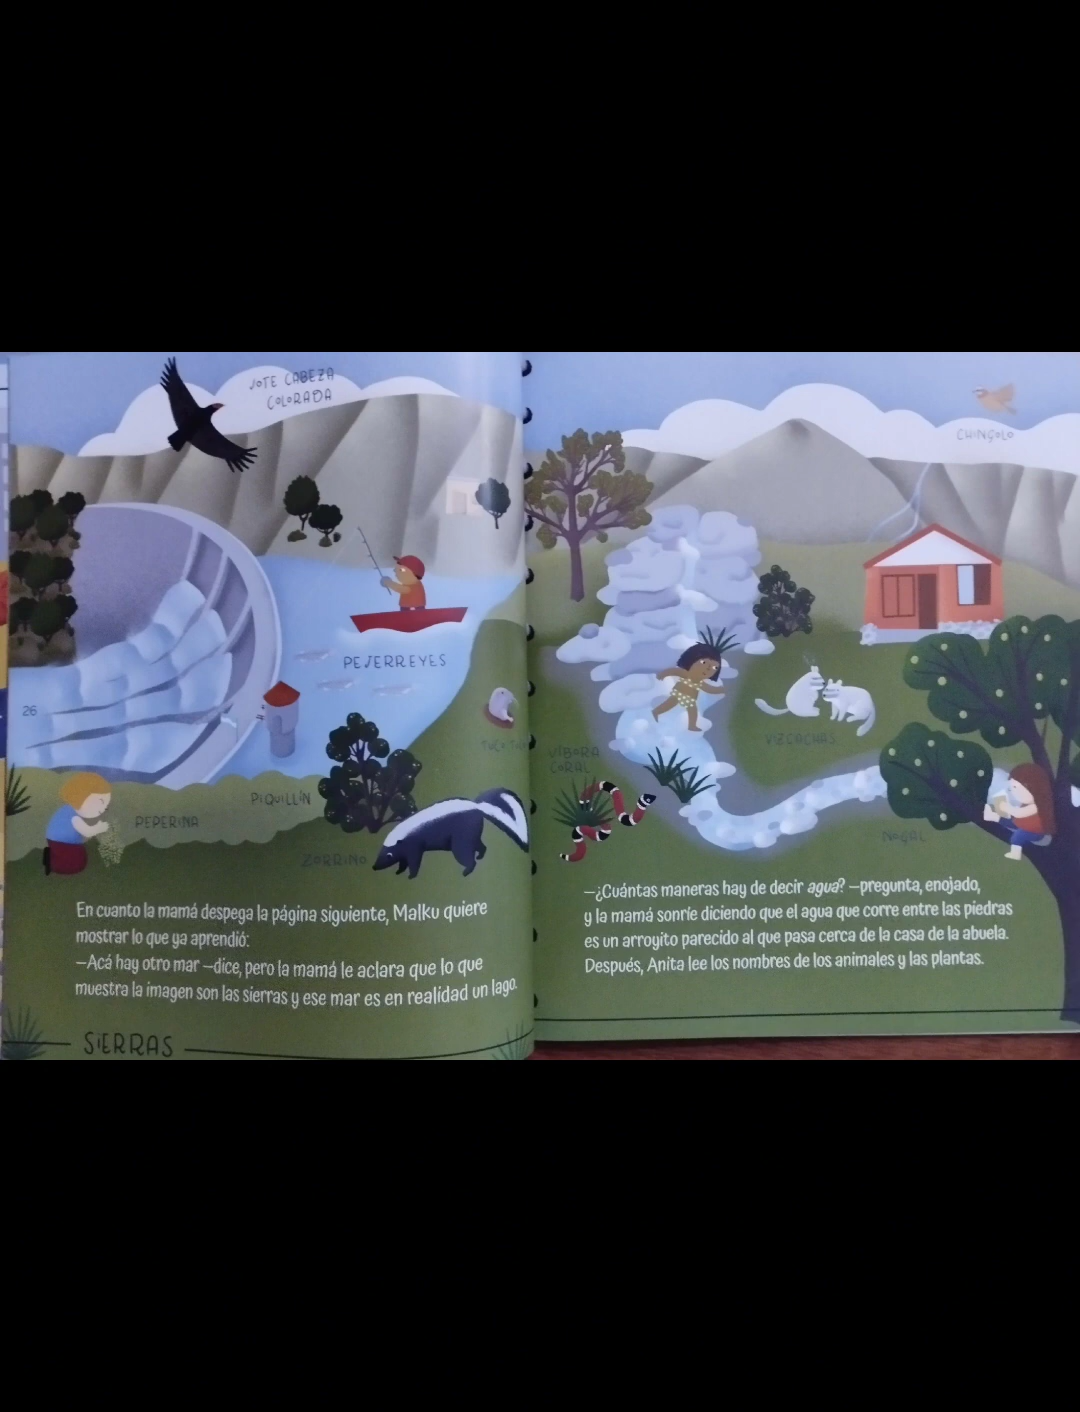 JOTE CABEZA
COLORADA
PEJERREYES
26
TUCO TUCO
PIQUILLÍN
PEPERINA
ZORRINO
En cuanto la mamá despega la página siguiente, Malku quiere
mostrar lo que ya aprendió:
—Acá hay otro mar —dice, pero la mamá le aclara que lo que
muestra la imagen son las sierras y ese mar es en realidad un lago.
SIERRAS
CHINGOLO
VIZCACHAS
VÍBORA
CORAL
NOGAL
—¿Cuántas maneras hay de decir agua? —pregunta, enojado,
y la mamá sonríe diciendo que el agua que corre entre las piedras
es un arroyito parecido al que pasa cerca de la casa de la abuela.
Después, Anita lee los nombres de los animales y las plantas.